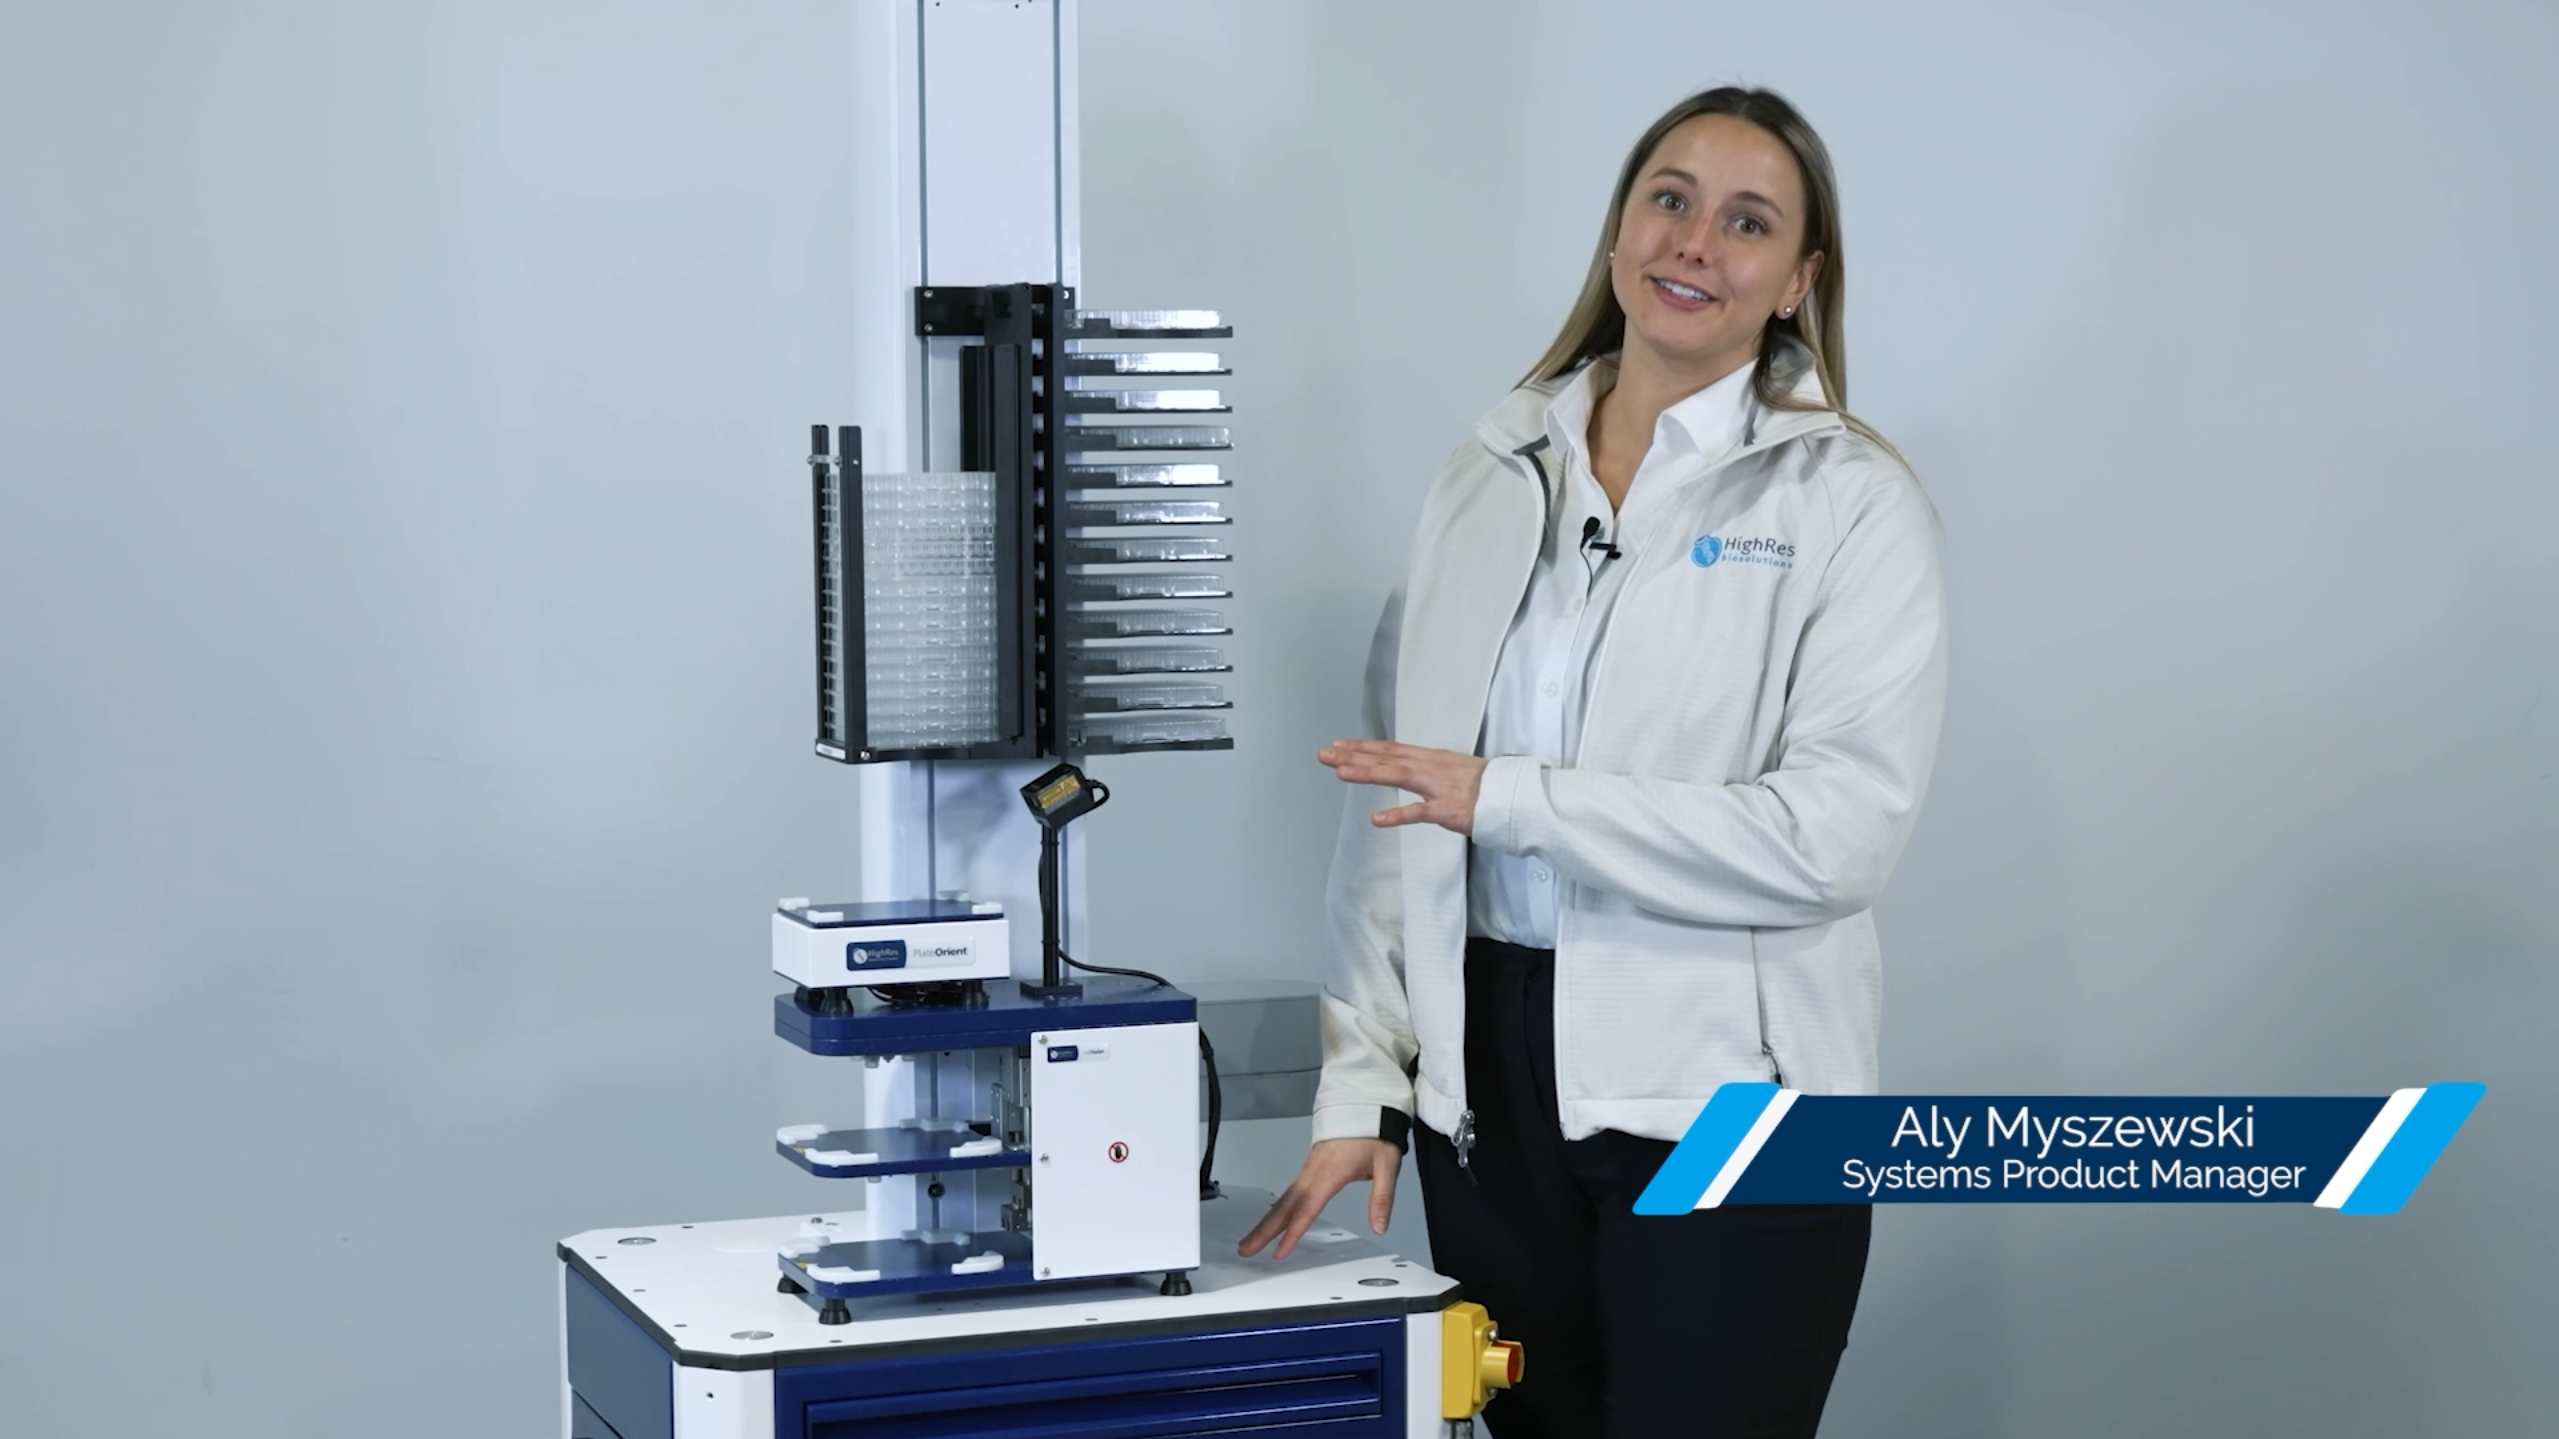 HighRes
biosolutions
HighRes
PlateOrient
Aly Myszewski
Systems Product Manager